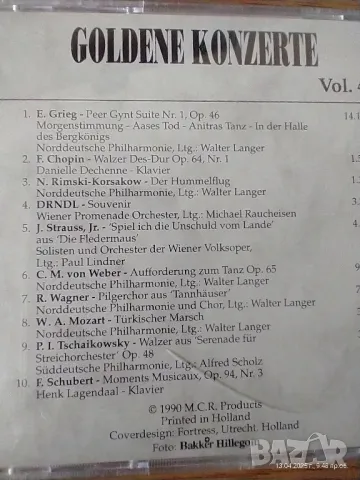 GOLDENE KONZERTE
Vol. 4
1. E. Grieg - Peer Gynt Suite Nr. 1, Op. 46
Morgenstimmung - Aases Tod - Anitras Tanz - in der Halle
des Bergkönigs
Norddeutsche Philharmonie, Ltg.: Walter Langer
2. F. Chopin - Walzer Des-Dur Op. 64, Nr. 1
Danielle Dechenne - Klavier
3. N. Rimski-Korsakow - Der Hummelflug
Norddeutsche Philharmonie, Ltg.: Walter Langer
4. DRNDL - Souvenir
Wiener Promenade Orchester, Ltg.: Michael Raucheisen
5. J. Strauss, Jr. - 'Spiel ich die Unschuld vom Lande'
aus 'Die Fledermaus'
Solisten und Orchester der Wiener Volksoper,
Ltg.: Paul Lindner
6. C. M. von Weber - Aufforderung zum Tanz Op. 65
Norddeutsche Philharmonie, Ltg.: Walter Langer
7. R. Wagner - Pilgerchor aus 'Tannhäuser'
Norddeutsche Philharmonie und Chor, Ltg.: Walter Langer
8. W. A. Mozart - Türkischer Marsch
Norddeutsche Philharmonie, Ltg.: Walter Langer
9. P. I. Tschaikowsky - Walzer aus 'Serenade für
Streichorchester' Op. 48
Süddeutsche Philharmonie, Ltg.: Alfred Scholz
10. F. Schubert - Moments Musicaux, Op. 94, Nr. 3
Henk Lagendaal - Klavier
© 1990 M.C.R. Products
Printed in Holland
Coverdesign: Fortress, Utrecht. Holland
Foto: Bakker Hillegom
BAZAR